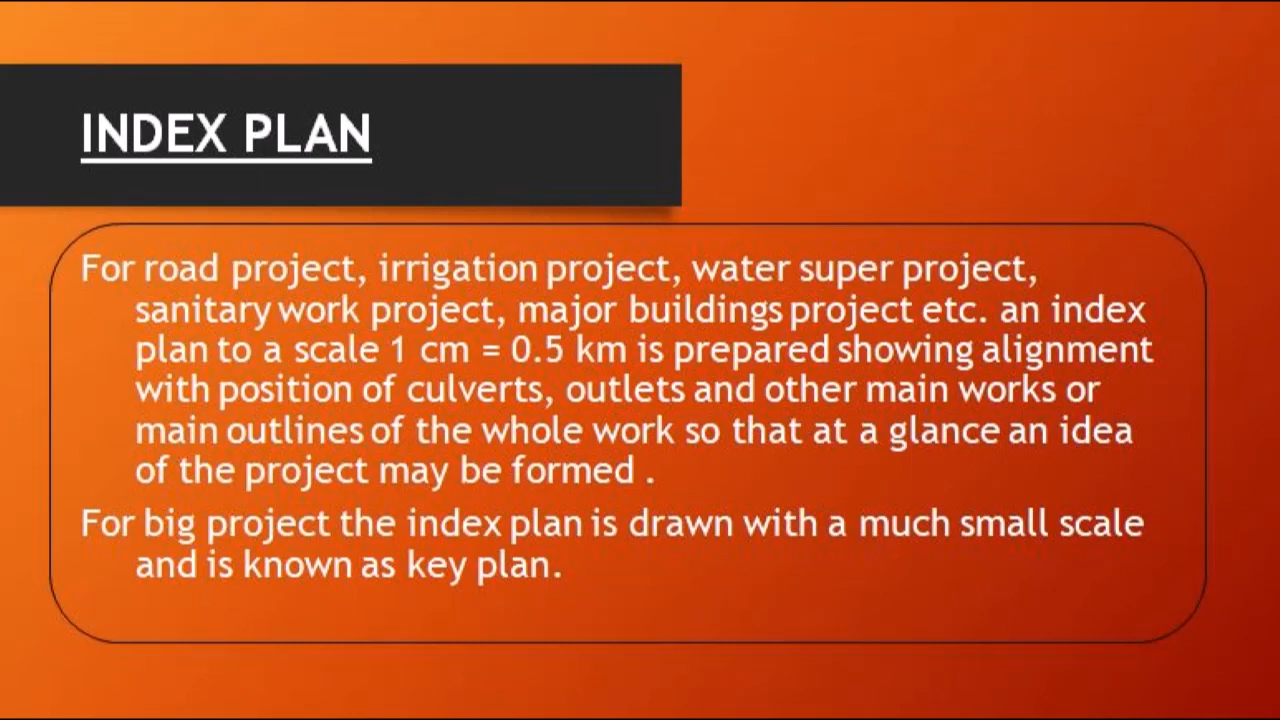 INDEX PLAN
For road project, irrigation project, water super project,
sanitary work project, major buildings project etc. an index
plan to a scale 1 cm = 0.5 km is prepared showing alignment
with position of culverts, outlets and other main works or
main outlines of the whole work so that at a glance an idea
of the project may be formed .
For big project the index plan is drawn with a much small scale
and is known as key plan.